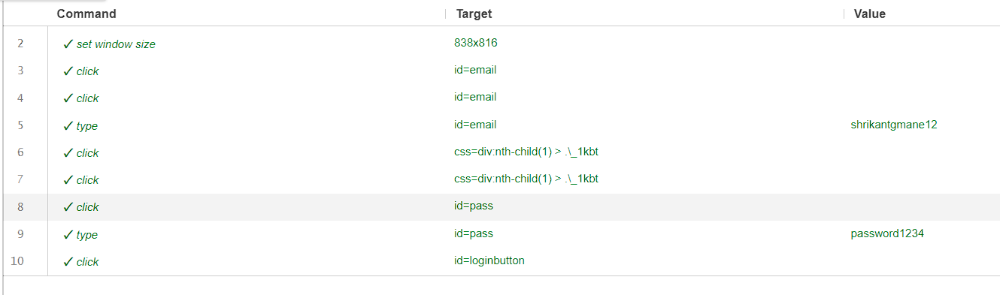 Command Target Value
2 ✓ set window size 838x816
3 ✓ click id=email
4 ✓ click id=email
5 ✓ type id=email shrikantgmane12
6 ✓ click css=div:nth-child(1) > .\_1kbt
7 ✓ click css=div:nth-child(1) > .\_1kbt
8 ✓ click id=pass
9 ✓ type id=pass password1234
10 ✓ click id=loginbutton